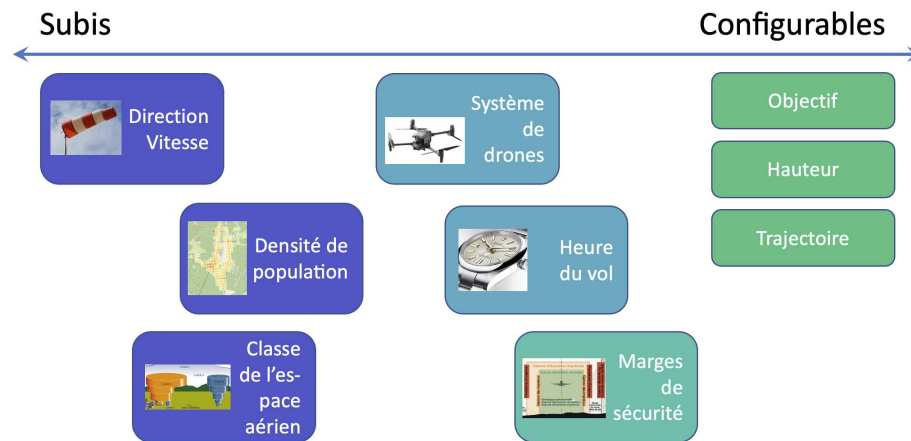 Subis
Configurables
Direction
Vitesse
Système
de
drones
Objectif
Hauteur
Trajectoire
Densité de
population
Heure
du vol
Classe
de l'es-
pace
aérien
Marges
de
sécurité